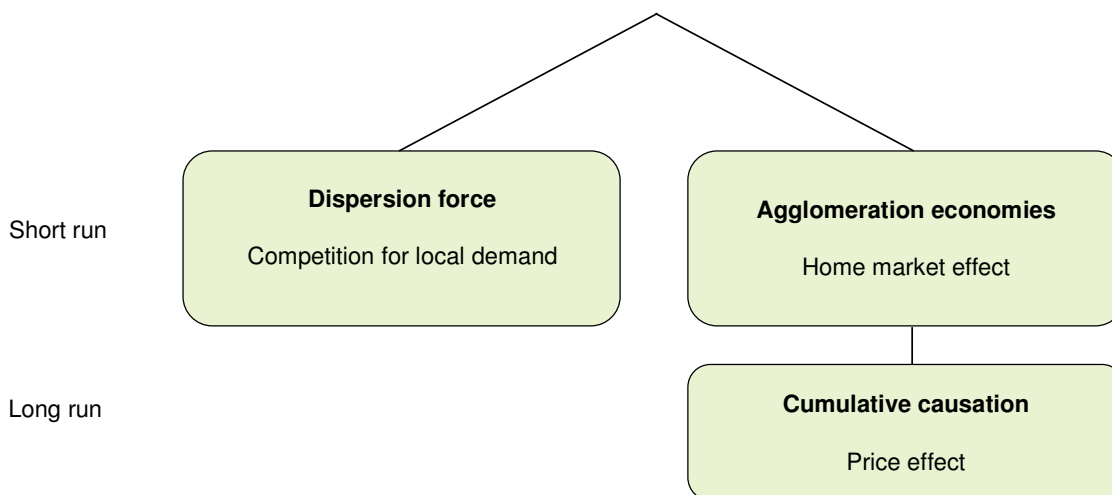 Short run
Dispersion force
Competition for local demand
Agglomeration economies
Home market effect
Long run
Cumulative causation
Price effect